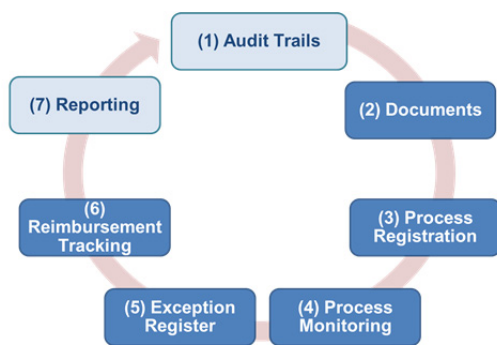 (1) Audit Trails
(2) Documents
(3) Process
Registration
(4) Process
Monitoring
(5) Exception
Register
(6)
Reimbursement
Tracking
(7) Reporting